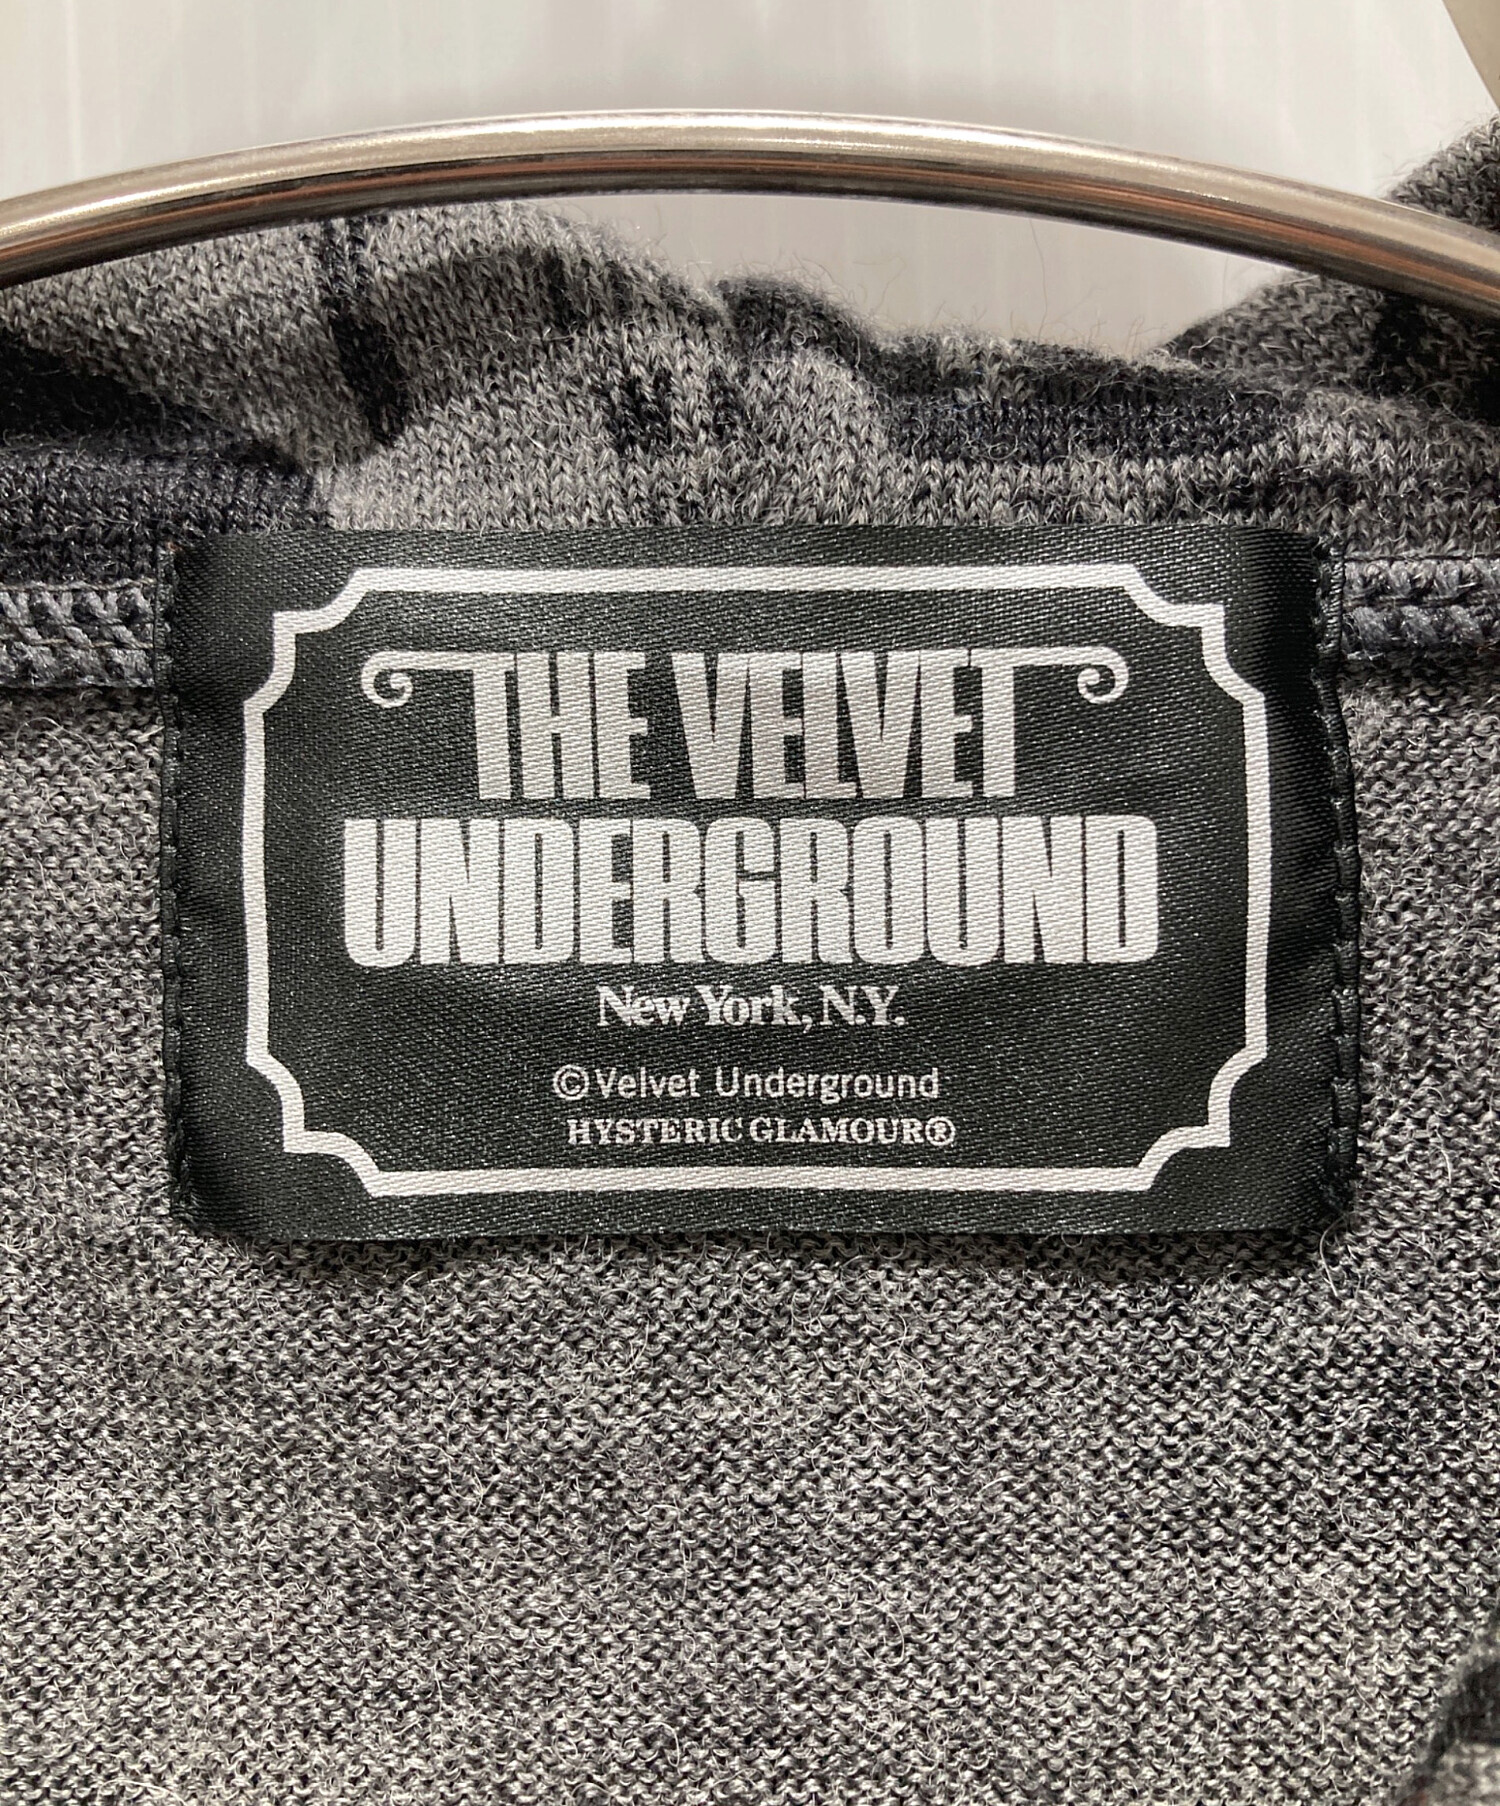 THE VELVET
UNDERGROUND
New York, N.Y.
©Velvet Underground
HYSTERIC GLAMOUR®